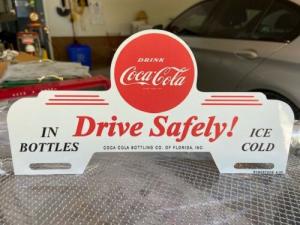 DRINK
Coca-Cola
Drive Safely!
IN
BOTTLES
ICE
COLD
COCA COLA BOTTLING CO. OF FLORIDA, INC.